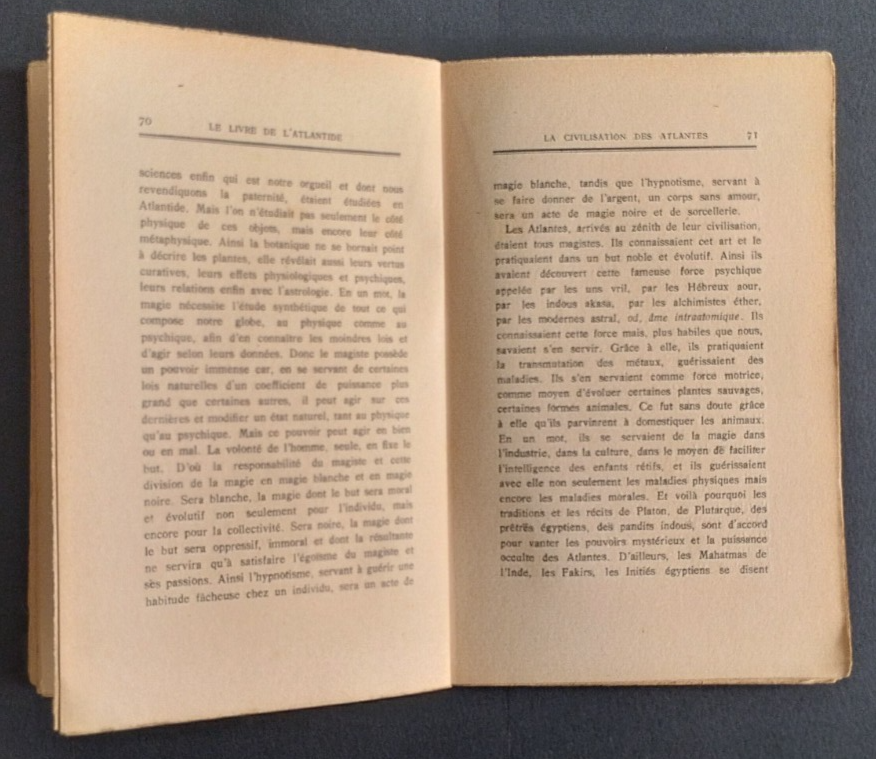 70
LE LIVRE DE L'ATLANTIDE
sciences enfin qui est notre orgueil et dont nous
revendiquons la paternité, étaient étudiées en
Atlantide. Mais l'on n'étudiait pas seulement le côté
physique de ces objets, mais encore leur côté
métaphysique. Ainsi la botanique ne se bornait point
à décrire les plantes, elle révélait aussi leurs vertus
curatives, leurs effets physiologiques et psychiques,
leurs relations enfin avec l'astrologie. En un mot, la
magie nécessite l'étude synthétique de tout ce qui
compose notre globe, au physique comme au
psychique, afin d'en connaître les moindres lois et
d'agir selon leurs données. Donc le magiste possède
un pouvoir immense car, en se servant de certaines
lois naturelles d'un coefficient de puissance plus
grand que certaines autres, il peut agir sur ces
dernières et modifier un état naturel, tant au physique
qu'au psychique. Mais ce pouvoir peut agir en bien
ou en mal. La volonté de l'homme, seule, en fixe le
but. D'où la responsabilité du magiste et cette
division de la magie en magie blanche et en magie
noire. Sera blanche, la magie dont le but sera moral
et évolutif non seulement pour l'individu, mais
encore pour la collectivité. Sera noire, la magie dont
le but sera oppressif, immoral et dont la résultante
ne servira qu'à satisfaire l'égoïsme du magiste et
ses passions. Ainsi l'hypnotisme, servant à guérir une
habitude fâcheuse chez un individu, sera un acte de
LA CIVILISATION DES ATLANTES 71
magie blanche, tandis que l'hypnotisme, servant à
se faire donner de l'argent, un corps sans amour,
sera un acte de magie noire et de sorcellerie.
Les Atlantes, arrivés au zénith de leur civilisation,
étaient tous magistes. Ils connaissaient cet art et le
pratiquaient dans un but noble et évolutif. Ainsi ils
avaient découvert cette fameuse force psychique
appelée par les uns vril, par les Hébreux aour,
par les indous akasa, par les alchimistes éther,
par les modernes astral, od, âme intraatomique. Ils
connaissaient cette force mais, plus habiles que nous,
savaient s'en servir. Grâce à elle, ils pratiquaient
la transmutation des métaux, guérissaient des
maladies. Ils s'en servaient comme force motrice,
comme moyen d'évoluer certaines plantes sauvages,
certaines formes animales. Ce fut sans doute grâce
à elle qu'ils parvinrent à domestiquer les animaux.
En un mot, ils se servaient de la magie dans
l'industrie, dans la culture, dans le moyen de faciliter
l'intelligence des enfants rétifs, et ils guérissaient
avec elle non seulement les maladies physiques mais
encore les maladies morales. Et voilà pourquoi les
traditions et les récits de Platon, de Plutarque, des
prêtres égyptiens, des pandits indous, sont d'accord
pour vanter les pouvoirs mystérieux et la puissance
occulte des Atlantes. D'ailleurs, les Mahatmas de
l'Inde, les Fakirs, les Initiés égyptiens se disent